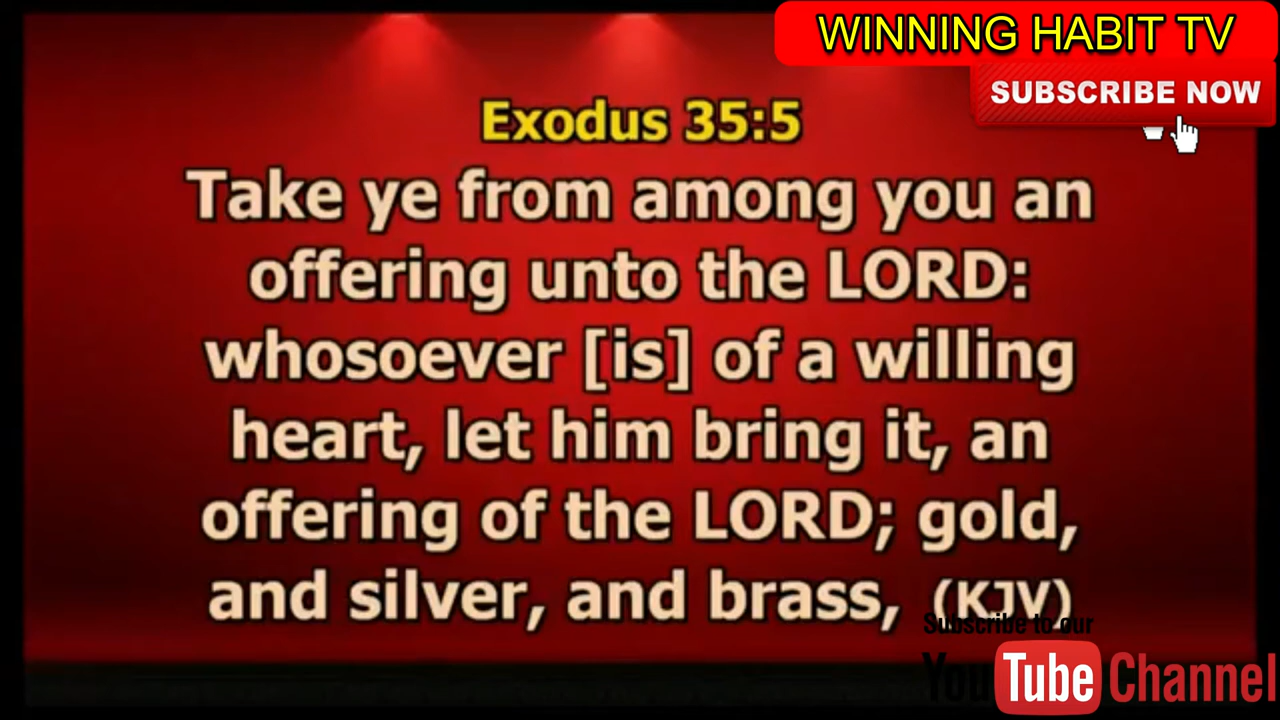 WINNING HABIT TV
SUBSCRIBE NOW
Exodus 35:5
Take ye from among you an
offering unto the LORD:
whosoever [is] of a willing
heart, let him bring it, an
offering of the LORD; gold,
and silver, and brass, (KJV)
Subscribe to our
YouTube Channel